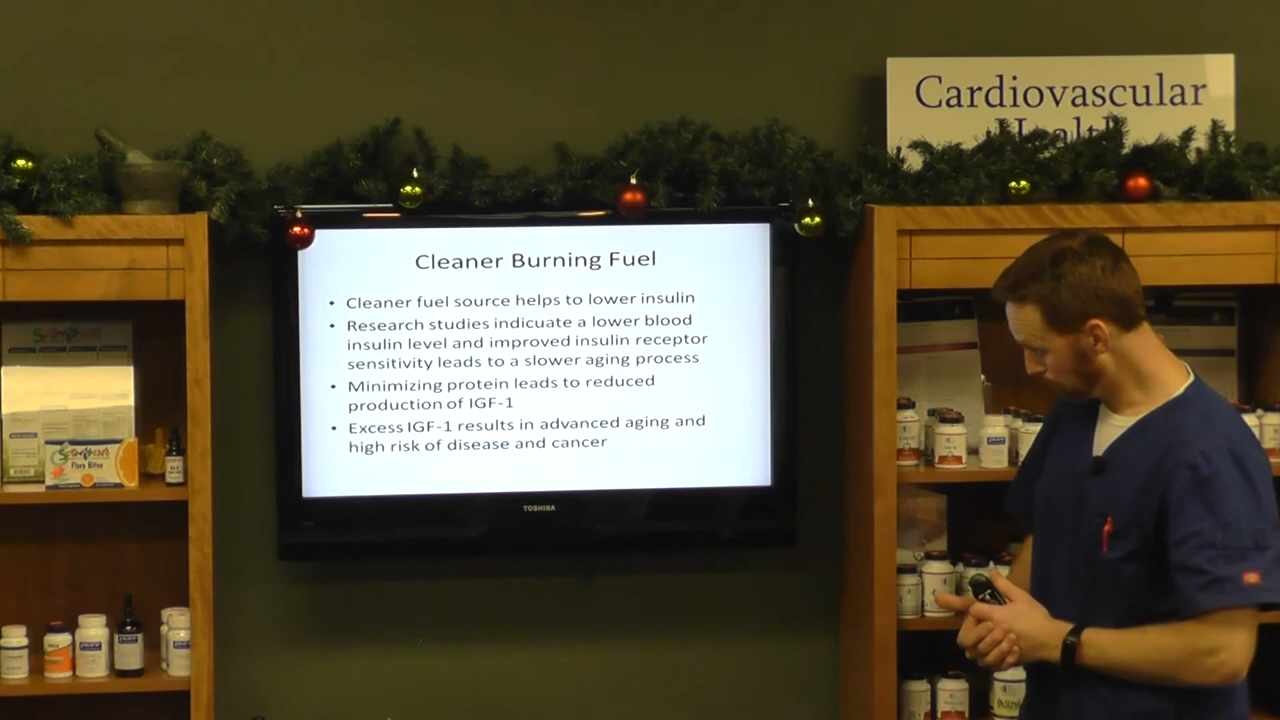 Cardiovascular
Health
Cleaner Burning Fuel
• Cleaner fuel source helps to lower insulin
• Research studies indicuate a lower blood
insulin level and improved insulin receptor
sensitivity leads to a slower aging process
• Minimizing protein leads to reduced
production of IGF-1
• Excess IGF-1 results in advanced aging and
high risk of disease and cancer
TOSHIBA
Flora Bites